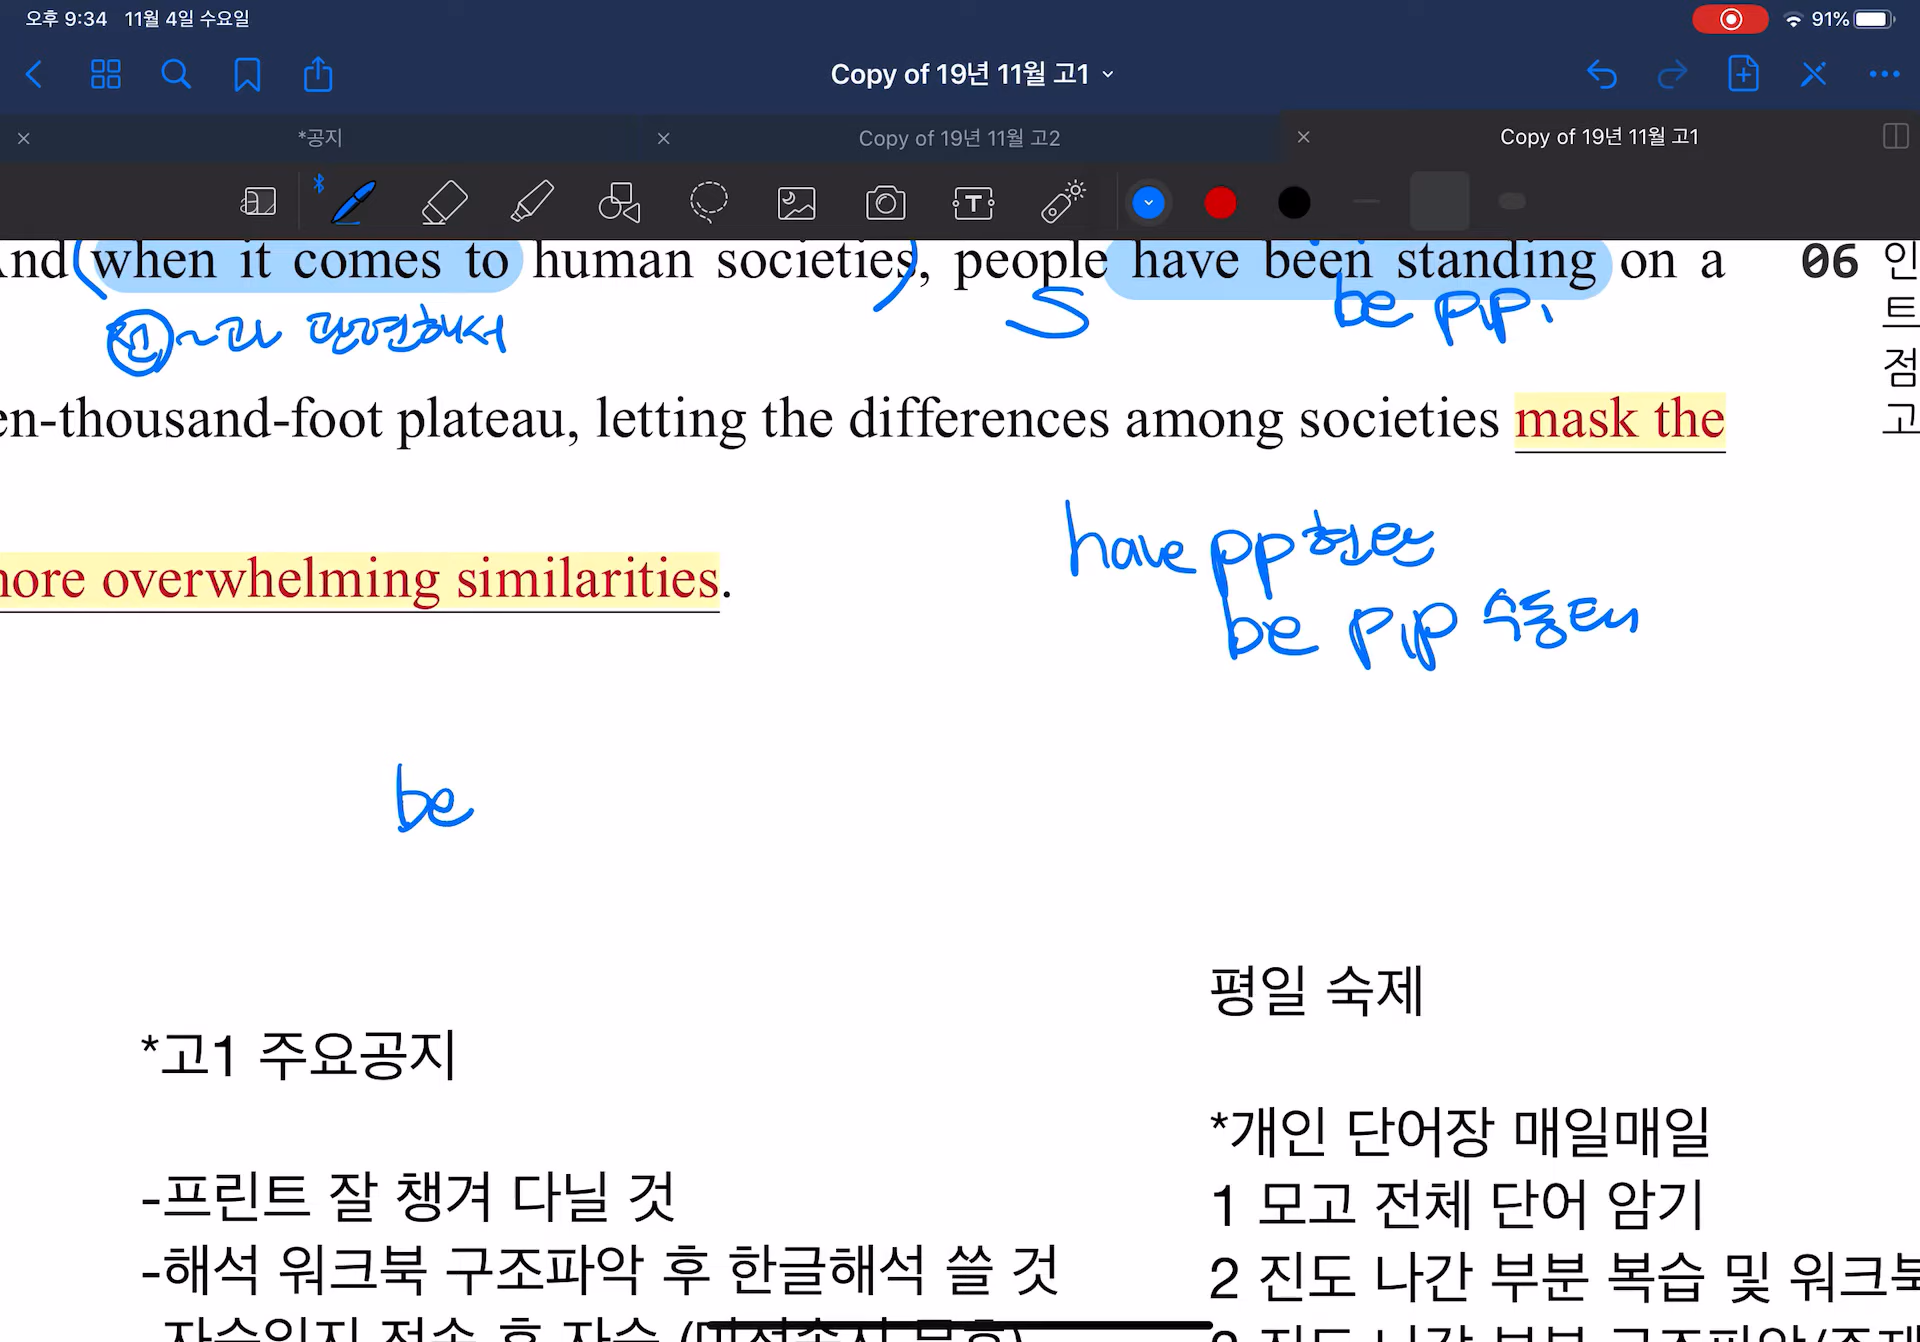 오후 9:34 11월 4일 수요일
91%
Copy of 19년 11월 고1
*공지
Copy of 19년 11월 고2
Copy of 19년 11월 고1
And (when it comes to human societies), people have been standing on a
06 인
전 ~과 관련해서
S
be p.p.
트
점
en-thousand-foot plateau, letting the differences among societies mask the
고
have pp 현완
more overwhelming similarities.
be p.p 수동태
be
평일 숙제
*고1 주요공지
*개인 단어장 매일매일
-프린트 잘 챙겨 다닐 것
1 모고 전체 단어 암기
-해석 워크북 구조파악 후 한글해석 쓸 것
2 진도 나간 부분 복습 및 워크북